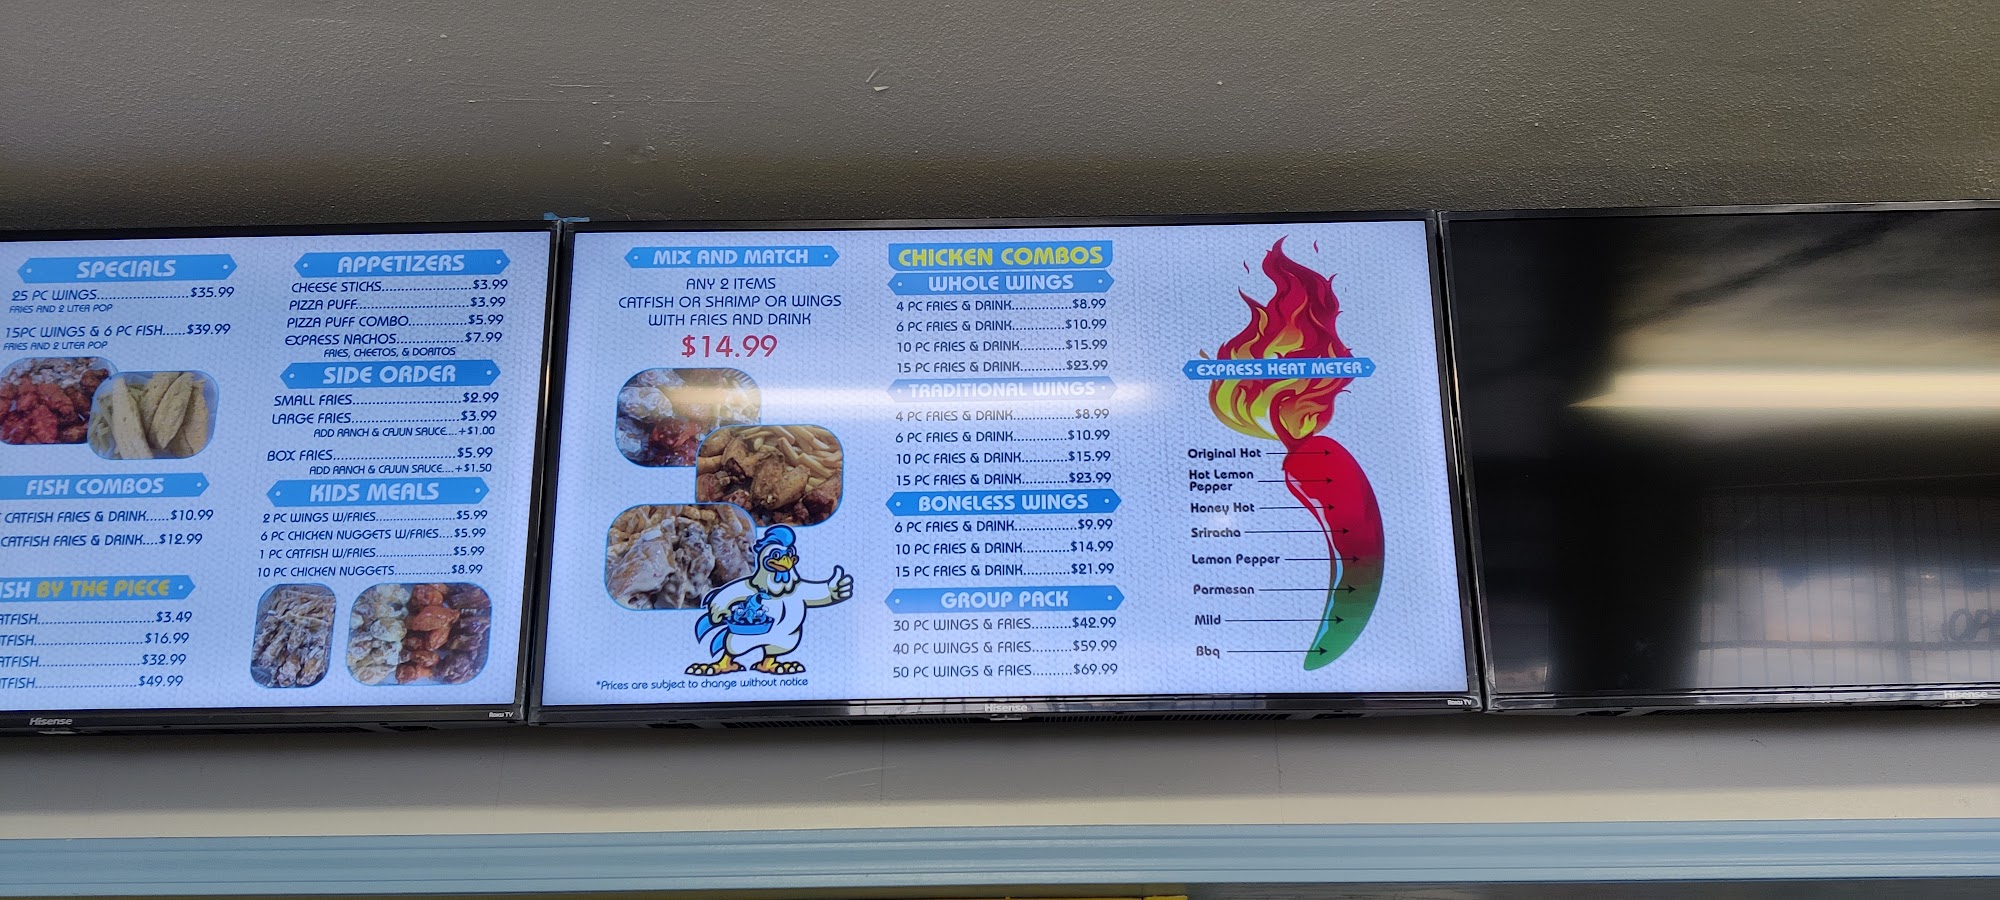 SPECIALS
25 PC WINGS.......................$35.99
FRIES AND 2 LITER POP
15PC WINGS & 6 PC FISH......$39.99
FRIES AND 2 LITER POP
FISH COMBOS
CATFISH FRIES & DRINK......$10.99
CATFISH FRIES & DRINK....$12.99
BY THE PIECE
$3.49
$16.99
$32.99
$49.99
APPETIZERS
CHEESE STICKS......................$3.99
PIZZA PUFF...........................$3.99
PIZZA PUFF COMBO..............$5.99
EXPRESS NACHOS.................$7.99
FRIES, CHEETOS, & DORITOS
SIDE ORDER
SMALL FRIES...........................$2.99
LARGE FRIES..........................$3.99
ADD RANCH & CAJUN SAUCE....+$1.00
BOX FRIES..............................$5.99
ADD RANCH & CAJUN SAUCE....+$1.50
KIDS MEALS
2 PC WINGS W/FRIES.......................$5.99
6 PC CHICKEN NUGGETS W/FRIES....$5.99
1 PC CATFISH W/FRIES......................$5.99
10 PC CHICKEN NUGGETS................$8.99
Hisense
Roku TV
MIX AND MATCH
ANY 2 ITEMS
CATFISH OR SHRIMP OR WINGS
WITH FRIES AND DRINK
$14.99
*Prices are subject to change without notice
CHICKEN COMBOS
WHOLE WINGS
4 PC FRIES & DRINK...............$8.99
6 PC FRIES & DRINK.............$10.99
10 PC FRIES & DRINK...........$15.99
15 PC FRIES & DRINK...........$23.99
TRADITIONAL WINGS
4 PC FRIES & DRINK...............$8.99
6 PC FRIES & DRINK.............$10.99
10 PC FRIES & DRINK...........$15.99
15 PC FRIES & DRINK...........$23.99
BONELESS WINGS
6 PC FRIES & DRINK...............$9.99
10 PC FRIES & DRINK............$14.99
15 PC FRIES & DRINK............$21.99
GROUP PACK
30 PC WINGS & FRIES..........$42.99
40 PC WINGS & FRIES..........$59.99
50 PC WINGS & FRIES..........$69.99
EXPRESS HEAT METER
Original Hot
Hot Lemon
Pepper
Honey Hot
Sriracha
Lemon Pepper
Parmesan
Mild
Bbq
Hisense
Roku TV
Hisense